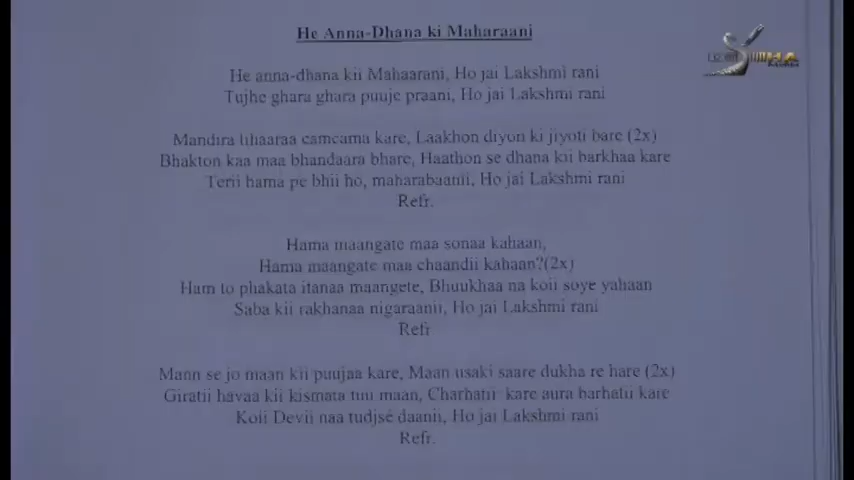 He Anna-Dhana ki Maharaani
He anna-dhana kii Mahaarani, Ho jai Lakshmi rani
Tujhe ghara ghara puuje praani, Ho jai Lakshmi rani
Mandira tihaaraa camcama kare, Laakhon diyon ki jiyoti bare (2x)
Bhakton kaa maa bhandaara bhare, Haathon se dhana kii barkhaa kare
Terii hama pe bhii ho, maharabaanii, Ho jai Lakshmi rani
Refr.
Hama maangate maa sonaa kahaan,
Hama maangate maa chaandii kahaan?(2x)
Ham to phakata itanaa maangete, Bhuukhaa na koii soye yahaan
Saba kii rakhanaa nigaraanii, Ho jai Lakshmi rani
Refr
Mann se jo maan kii puujaa kare, Maan usaki saare dukha re hare (2x)
Giratii havaa kii kismata tuu maan, Charhatii kare aura barhatii kare
Koii Devii naa tudjse daanii, Ho jai Lakshmi rani
Refr.